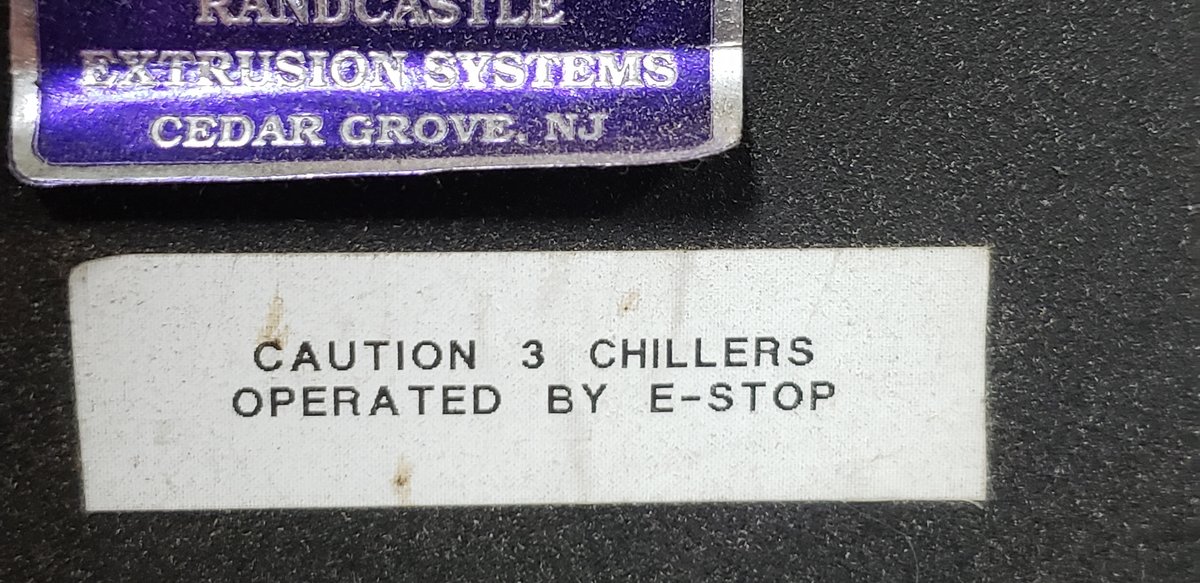 RANDCASTLE
EXTRUSION SYSTEMS
CEDAR GROVE, NJ
CAUTION 3 CHILLERS
OPERATED BY E-STOP